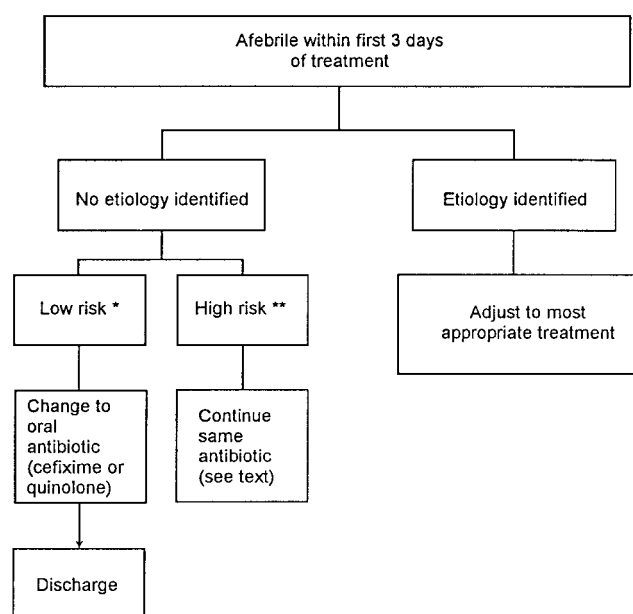 Afebrile within first 3 days
of treatment
No etiology identified
Etiology identified
Low risk *
High risk **
Adjust to most
appropriate treatment
Change to
oral
antibiotic
(cefixime or
quinolone)
Continue
same
antibiotic
(see text)
Discharge